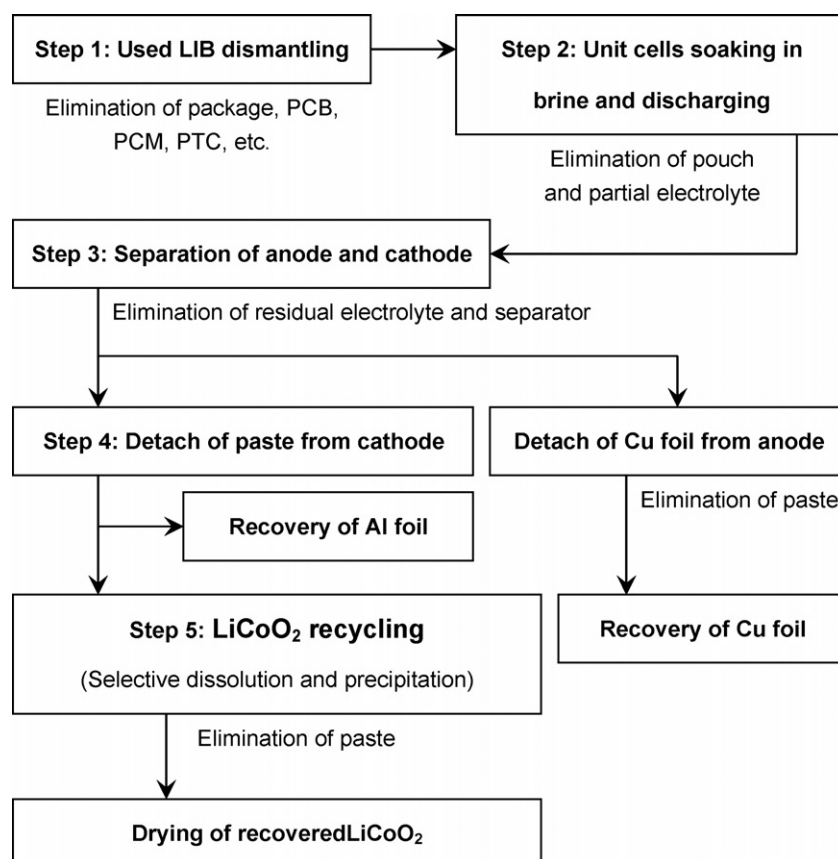 Step 1: Used LIB dismantling
Elimination of package, PCB,
PCM, PTC, etc.
Step 2: Unit cells soaking in
brine and discharging
Elimination of pouch
and partial electrolyte
Step 3: Separation of anode and cathode
Elimination of residual electrolyte and separator
Step 4: Detach of paste from cathode
Detach of Cu foil from anode
Elimination of paste
Recovery of Al foil
Step 5: LiCoO₂ recycling
(Selective dissolution and precipitation)
Recovery of Cu foil
Elimination of paste
Drying of recoveredLiCoO₂